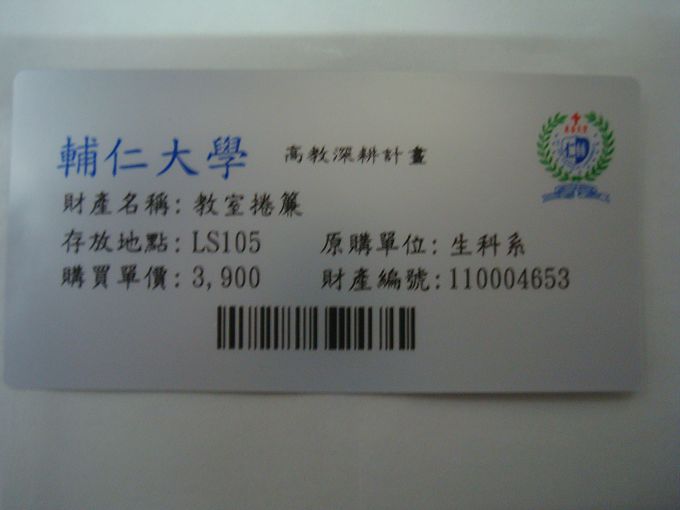 輔仁大學 高教深耕計畫
財產名稱: 教室捲簾
存放地點: LS105 原購單位: 生科系
購買單價: 3,900 財產編號: 110004653